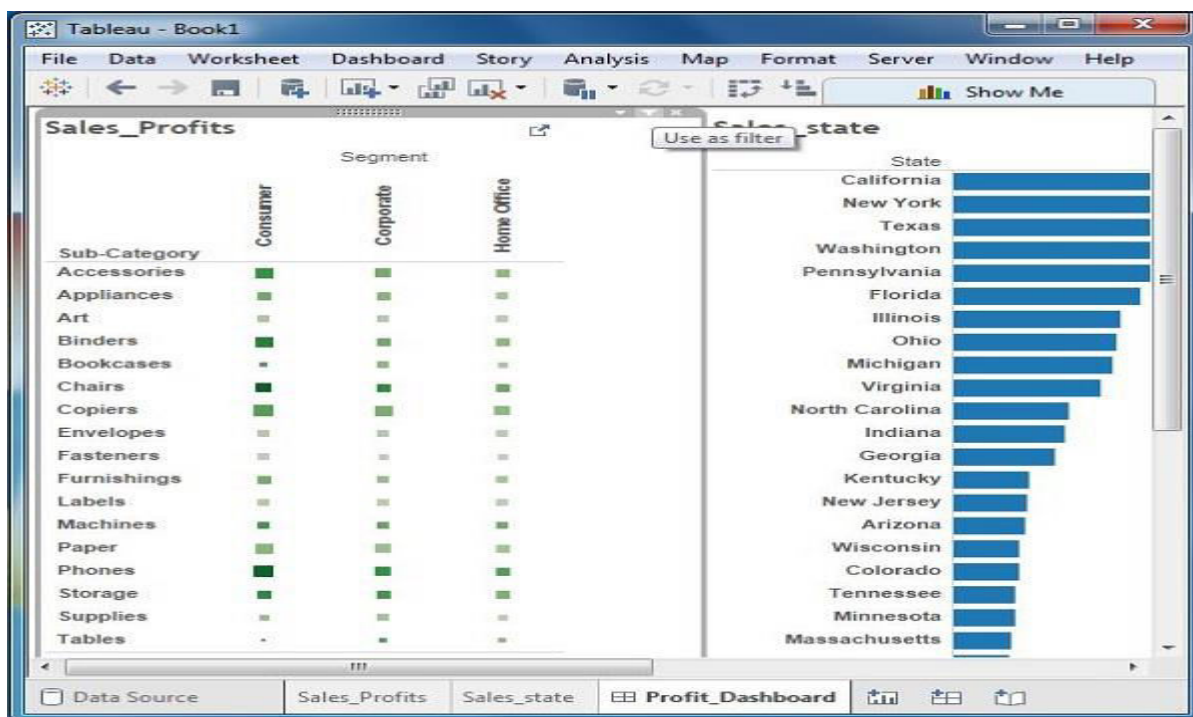 Tableau - Book1
File Data Worksheet Dashboard Story Analysis Map Format Server Window Help
Show Me
Sales_Profits
Use as filter
_state
Segment
Consumer
Corporate
Home Office
Sub-Category
Accessories
Appliances
Art
Binders
Bookcases
Chairs
Copiers
Envelopes
Fasteners
Furnishings
Labels
Machines
Paper
Phones
Storage
Supplies
Tables
State
California
New York
Texas
Washington
Pennsylvania
Florida
Illinois
Ohio
Michigan
Virginia
North Carolina
Indiana
Georgia
Kentucky
New Jersey
Arizona
Wisconsin
Colorado
Tennessee
Minnesota
Massachusetts
Data Source Sales_Profits Sales_state Profit_Dashboard